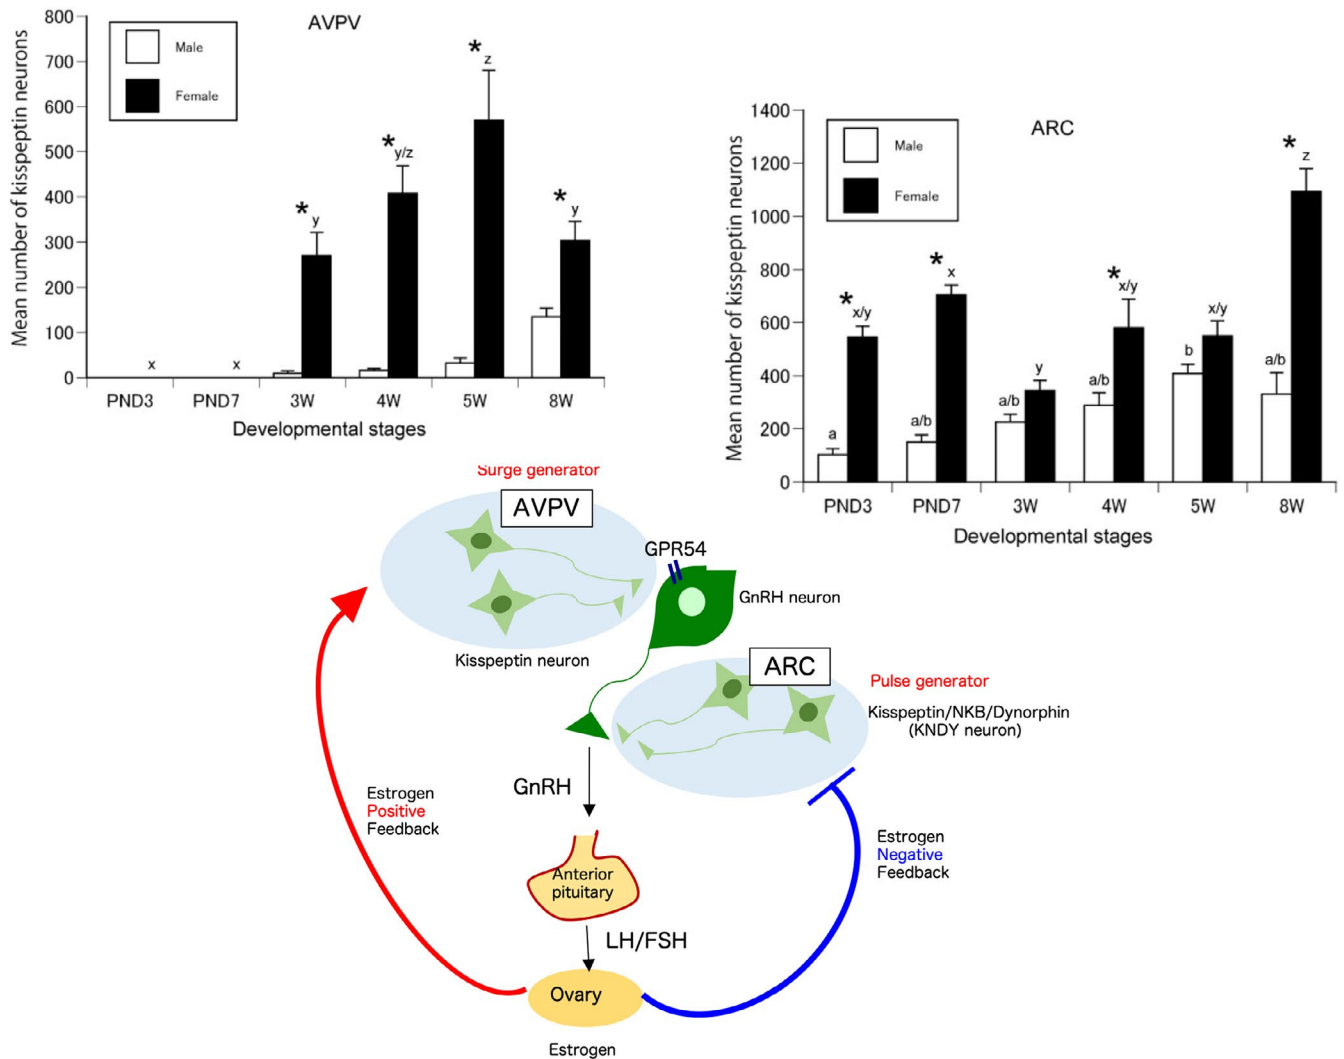 AVPV
Male
Female
Mean number of kisspeptin neurons
800
700
600
500
400
300
200
100
0
x
x
* y
* y/z
* z
* y
PND3 PND7 3W 4W 5W 8W
Developmental stages
ARC
Male
Female
Mean number of kisspeptin neurons
1400
1200
1000
800
600
400
200
0
a
* x/y
a/b
* x
a/b
y
a/b
* x/y
b
x/y
a/b
* z
PND3 PND7 3W 4W 5W 8W
Developmental stages
Surge generator
AVPV
GPR54
GnRH neuron
Kisspeptin neuron
ARC
Pulse generator
Kisspeptin/NKB/Dynorphin
(KNDY neuron)
GnRH
Estrogen
Positive
Feedback
Anterior
pituitary
Estrogen
Negative
Feedback
LH/FSH
Ovary
Estrogen